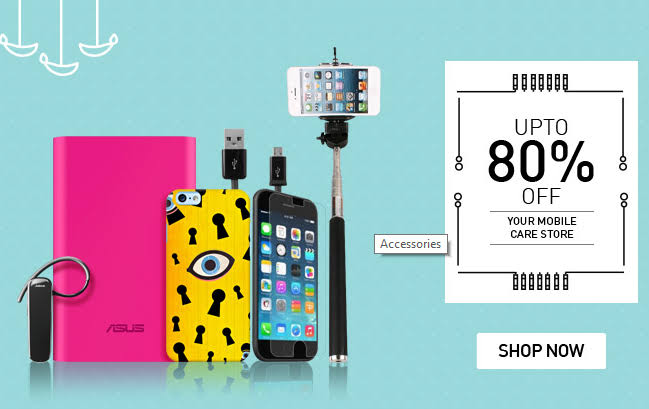 UPTO
80%
OFF
YOUR MOBILE
CARE STORE
Accessories
ASUS
SHOP NOW